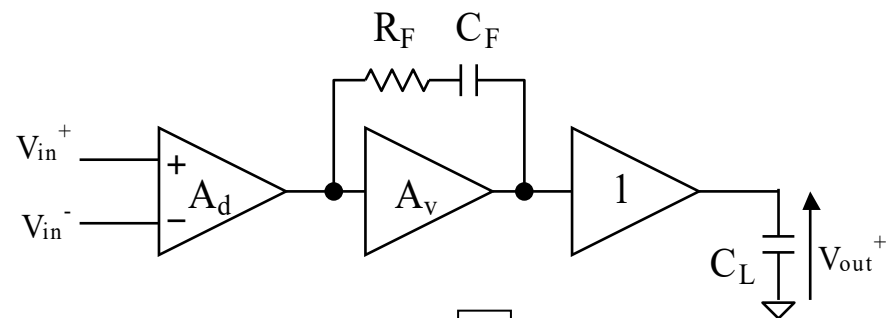 R_F C_F
V_in^+
+
A_d
A_v
1
V_in^-
−
C_L
V_out^+